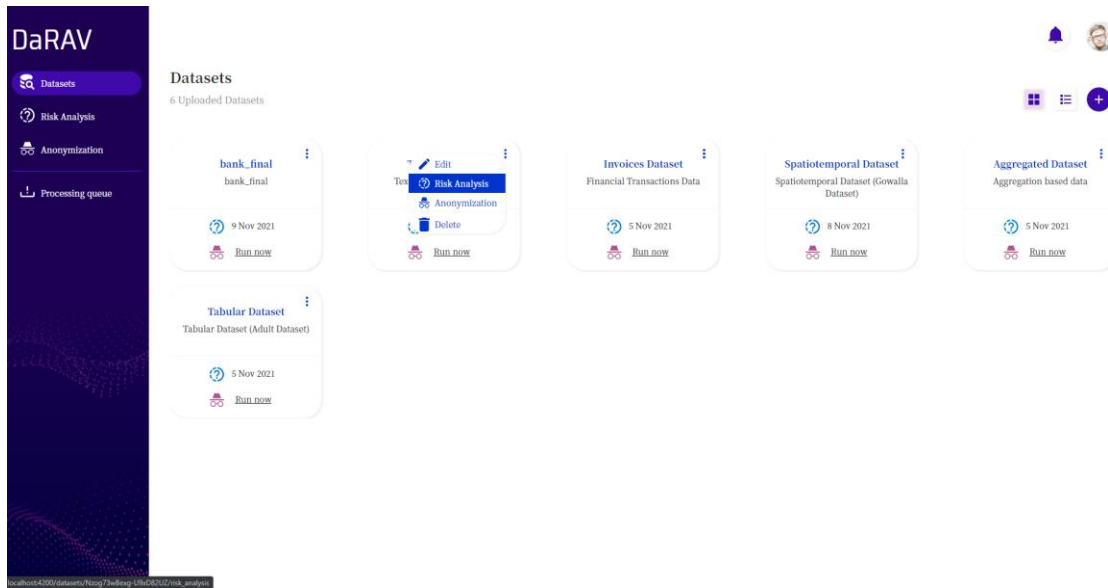 DaRAV
Datasets
Risk Analysis
Anonymization
Processing queue
Datasets
6 Uploaded Datasets
bank_final
bank_final
9 Nov 2021
Run now
Edit
Risk Analysis
Anonymization
Delete
Run now
Invoices Dataset
Financial Transactions Data
5 Nov 2021
Run now
Spatiotemporal Dataset
Spatiotemporal Dataset (Gowalla
Dataset)
8 Nov 2021
Run now
Aggregated Dataset
Aggregation based data
5 Nov 2021
Run now
Tabular Dataset
Tabular Dataset (Adult Dataset)
5 Nov 2021
Run now